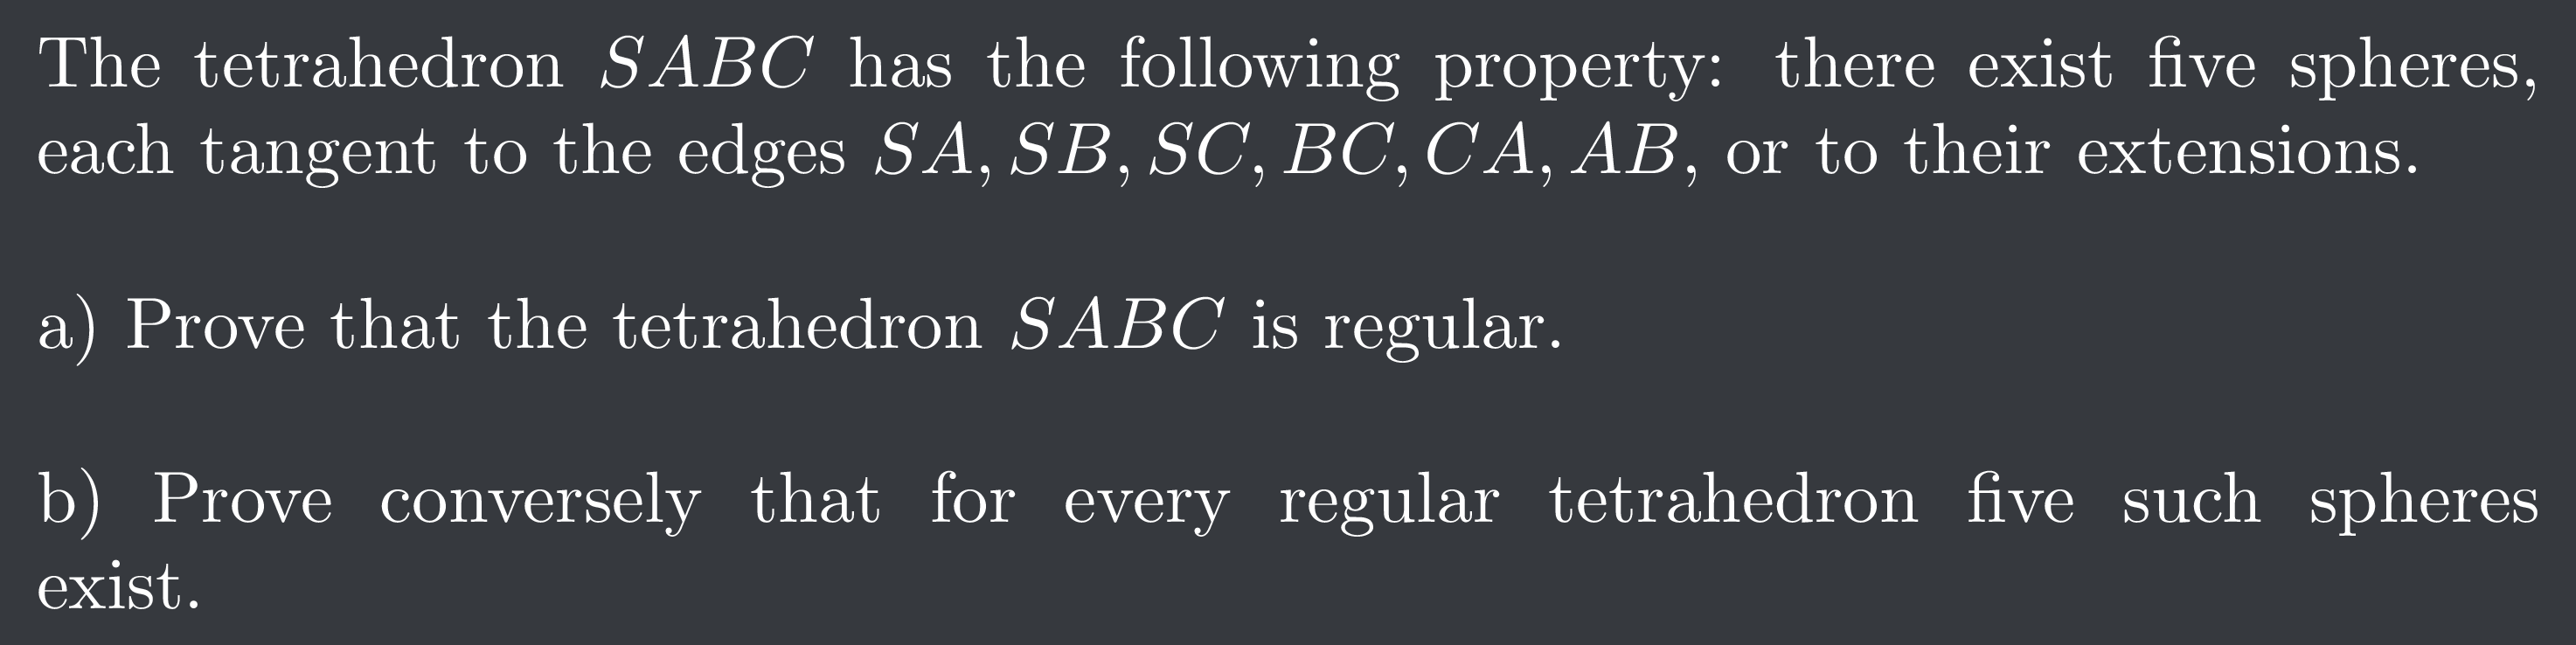 The tetrahedron SABC has the following property: there exist five spheres,
each tangent to the edges SA, SB, SC, BC, CA, AB, or to their extensions.
a) Prove that the tetrahedron SABC is regular.
b) Prove conversely that for every regular tetrahedron five such spheres
exist.